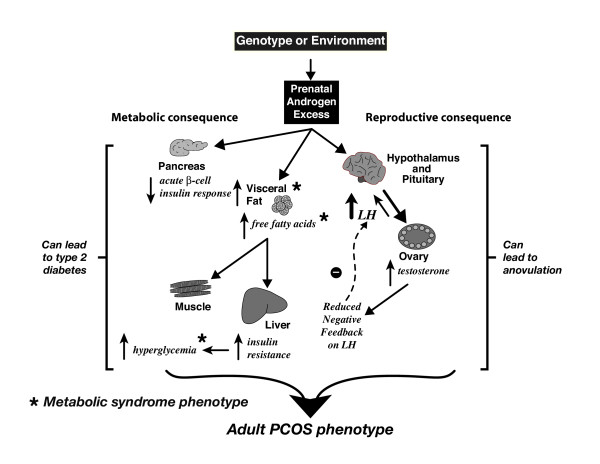 Genotype or Environment
Prenatal
Androgen
Excess
Metabolic consequence
Reproductive consequence
Pancreas
acute β-cell
insulin response
Visceral *
Fat
free fatty acids *
Hypothalamus
and
Pituitary
LH
Ovary
testosterone
Can lead
to type 2
diabetes
Can
lead to
anovulation
Muscle
Liver
Reduced
Negative
Feedback
on LH
hyperglycemia *
insulin
resistance
* Metabolic syndrome phenotype
Adult PCOS phenotype